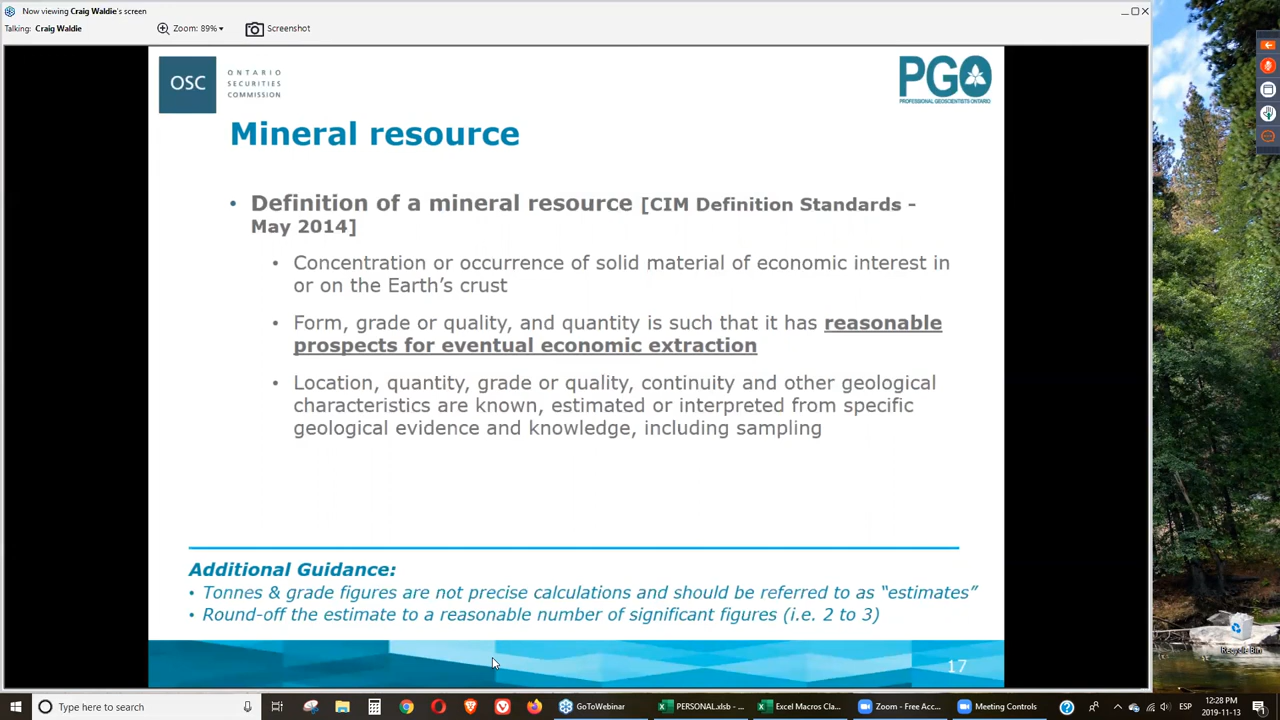 Now viewing Craig Waldie's screen
Talking: Craig Waldie
Zoom: 89%
Screenshot
OSC
ONTARIO
SECURITIES
COMMISSION
PGO
PROFESSIONAL GEOSCIENTISTS ONTARIO
Mineral resource
• Definition of a mineral resource [CIM Definition Standards -
May 2014]
• Concentration or occurrence of solid material of economic interest in
or on the Earth's crust
• Form, grade or quality, and quantity is such that it has reasonable
prospects for eventual economic extraction
• Location, quantity, grade or quality, continuity and other geological
characteristics are known, estimated or interpreted from specific
geological evidence and knowledge, including sampling
Additional Guidance:
• Tonnes & grade figures are not precise calculations and should be referred to as “estimates”
• Round-off the estimate to a reasonable number of significant figures (i.e. 2 to 3)
17
Recycle Bin
Type here to search
GoToWebinar
PERSONAL.xlsb - ...
Excel Macros Cla...
Zoom - Free Acc...
Meeting Controls
ESP
12:28 PM
2019-11-13